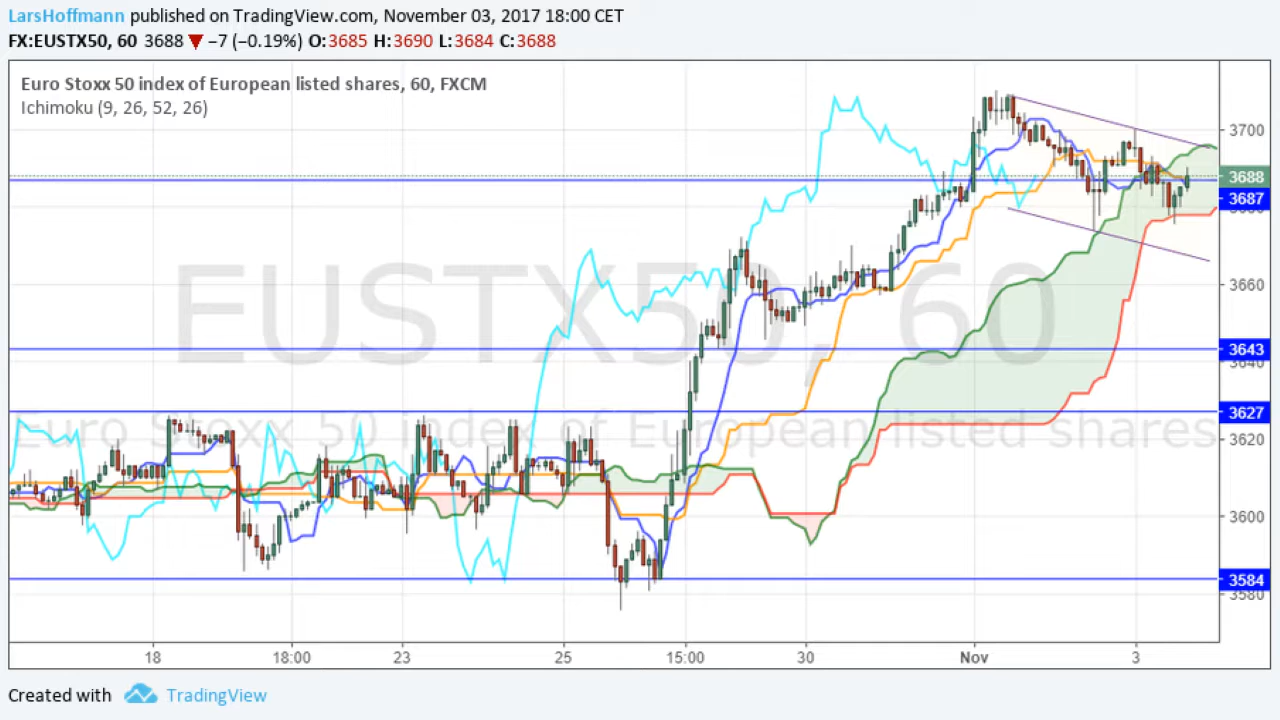 LarsHoffmann published on TradingView.com, November 03, 2017 18:00 CET
FX:EUSTX50, 60 3688 ▼ −7 (−0.19%) O:3685 H:3690 L:3684 C:3688
Euro Stoxx 50 index of European listed shares, 60, FXCM
Ichimoku (9, 26, 52, 26)
EUSTX50, 60
Euro Stoxx 50 index of European listed shares
3700
3688
3687
3680
3660
3643
3640
3627
3620
3600
3584
3580
18 18:00 23 25 15:00 30 Nov 3
Created with TradingView